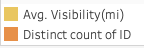 Avg. Visibility(mi)
Distinct count of ID